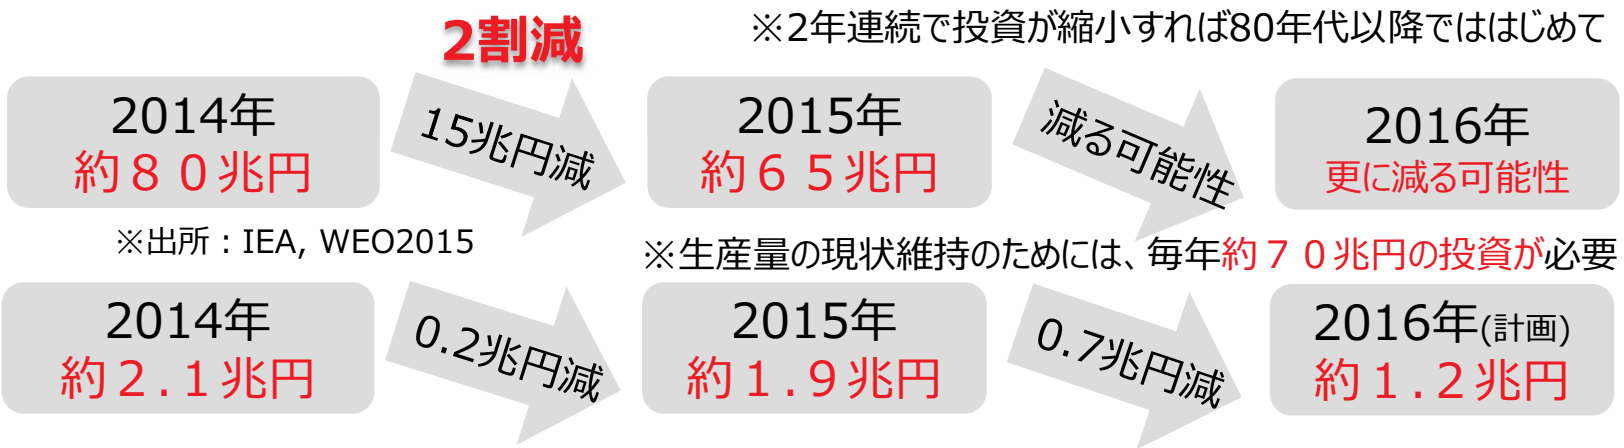 2割減
※2年連続で投資が縮小すれば80年代以降でははじめて
2014年
約８０兆円
15兆円減
2015年
約６５兆円
減る可能性
2016年
更に減る可能性
※出所：IEA, WEO2015
※生産量の現状維持のためには、毎年約７０兆円の投資が必要
2014年
約２.１兆円
0.2兆円減
2015年
約１.９兆円
0.7兆円減
2016年(計画)
約１.２兆円